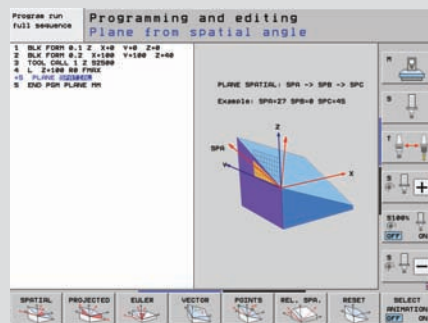 Program run
full sequence
Programming and editing
Plane from spatial angle
1 BLK FORM 0.1 Z X+0 Y+0 Z+0
2 BLK FORM 0.2 X+100 Y+100 Z+40
3 TOOL CALL 1 Z S2500
4 L Z+100 R0 FMAX
*5 PLANE SPATIAL
6 END PGM PLANE MM
PLANE SPATIAL: SPA -> SPB -> SPC
Example: SPA=27 SPB=0 SPC=45
Z
SPA
Y
X
M
S
T
S
S100%
OFF ON
S
SPATIAL
PROJECTED
EULER
VECTOR
POINTS
REL. SPA.
RESET
SELECT
ANIMATION
OFF ON